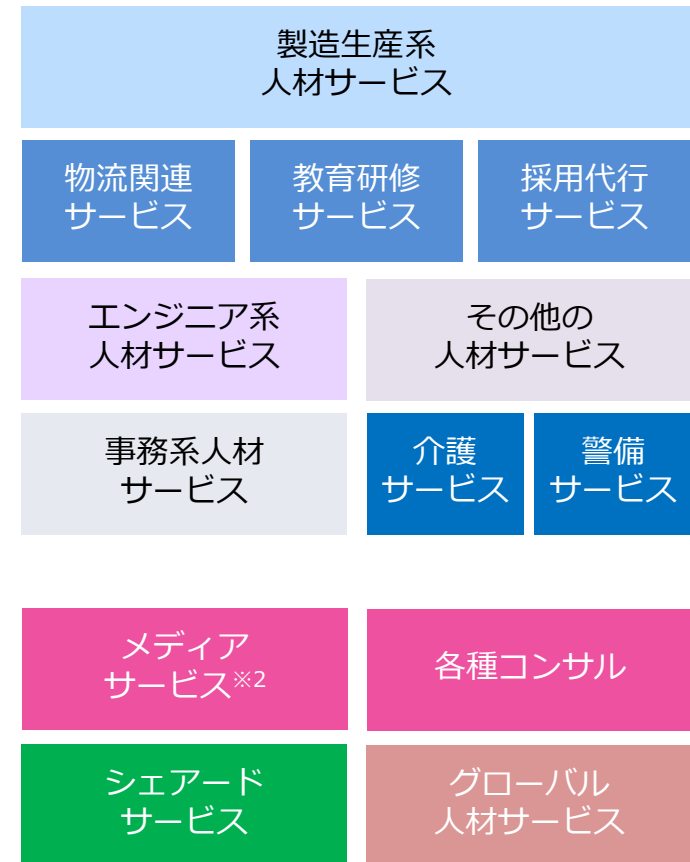 製造生産系
人材サービス
物流関連
サービス
教育研修
サービス
採用代行
サービス
エンジニア系
人材サービス
その他の
人材サービス
事務系人材
サービス
介護
サービス
警備
サービス
メディア
サービス※2
各種コンサル
シェアード
サービス
グローバル
人材サービス